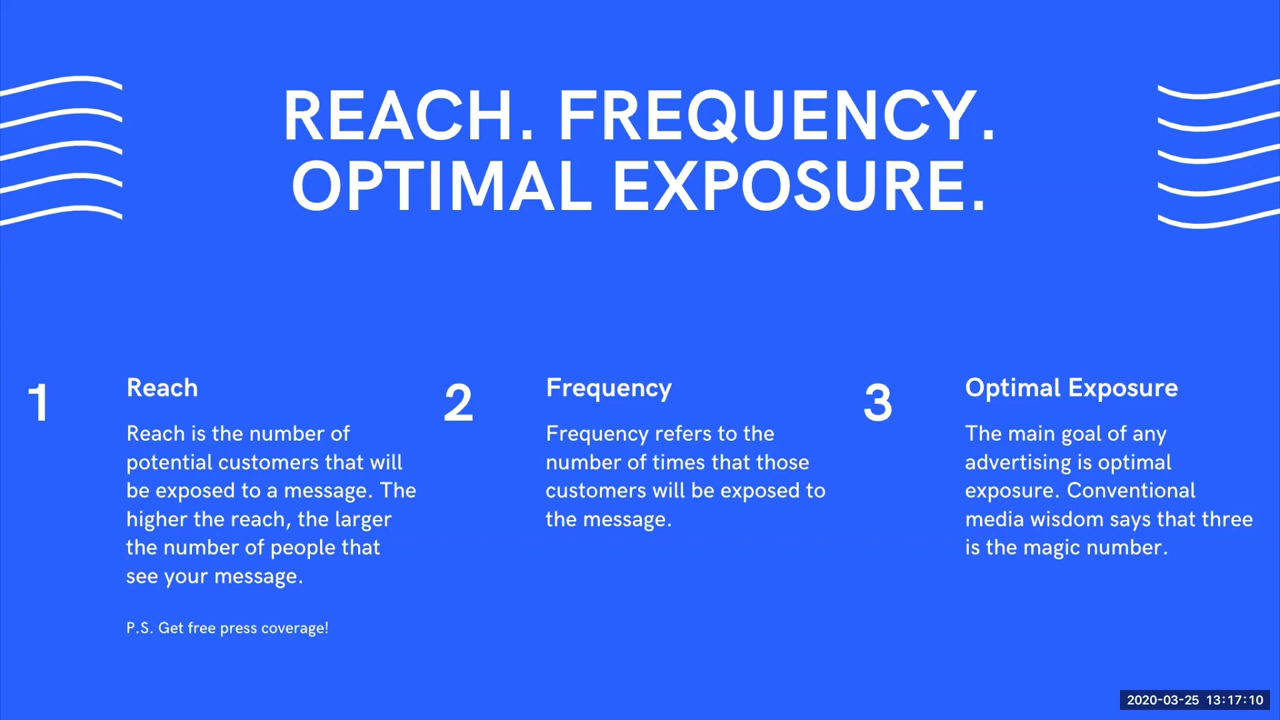 REACH. FREQUENCY.
OPTIMAL EXPOSURE.
1
Reach
Reach is the number of
potential customers that will
be exposed to a message. The
higher the reach, the larger
the number of people that
see your message.
P.S. Get free press coverage!
2
Frequency
Frequency refers to the
number of times that those
customers will be exposed to
the message.
3
Optimal Exposure
The main goal of any
advertising is optimal
exposure. Conventional
media wisdom says that three
is the magic number.
2020-03-25 13:17:10